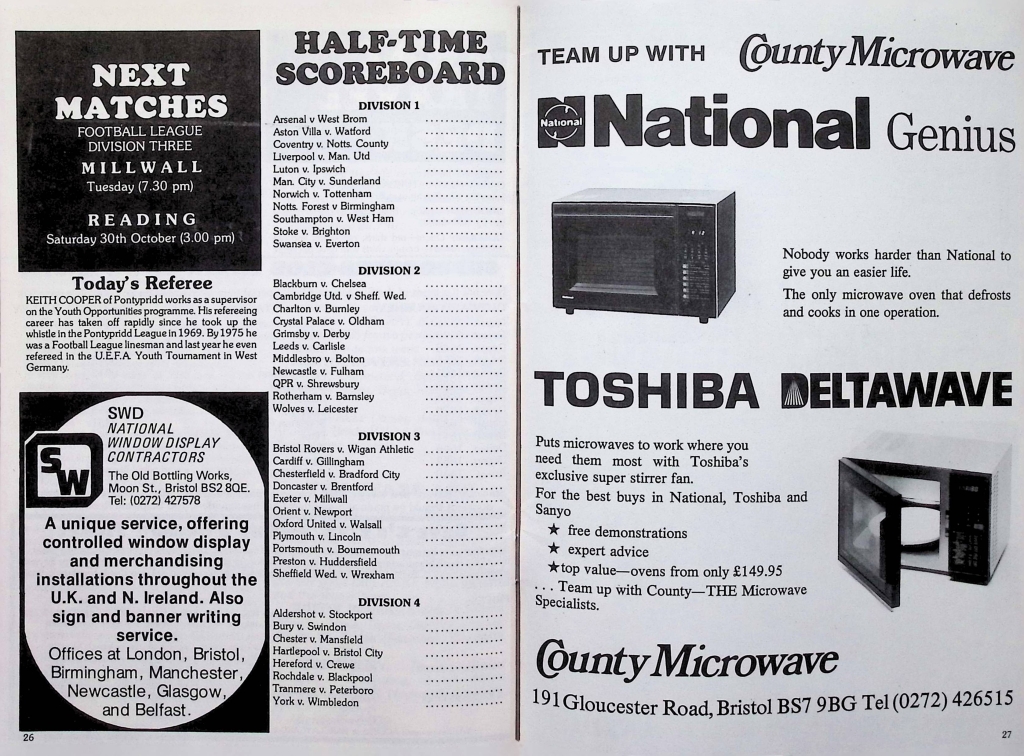 NEXT
MATCHES
FOOTBALL LEAGUE
DIVISION THREE
MILLWALL
Tuesday (7.30 pm)
READING
Saturday 30th October (3.00 pm)
Today's Referee
KEITH COOPER of Pontypridd works as a supervisor
on the Youth Opportunities programme. His refereeing
career has taken off rapidly since he took up the
whistle in the Pontypridd League in 1969. By 1975 he
was a Football League linesman and last year he even
refereed in the U.E.F.A. Youth Tournament in West
Germany.
SW
SWD
NATIONAL
WINDOW DISPLAY
CONTRACTORS
The Old Bottling Works,
Moon St., Bristol BS2 8QE.
Tel: (0272) 427578
A unique service, offering
controlled window display
and merchandising
installations throughout the
U.K. and N. Ireland. Also
sign and banner writing
service.
Offices at London, Bristol,
Birmingham, Manchester,
Newcastle, Glasgow,
and Belfast.
26
HALF-TIME
SCOREBOARD
DIVISION 1
Arsenal v West Brom ....................
Aston Villa v. Watford ....................
Coventry v. Notts. County ....................
Liverpool v. Man. Utd ....................
Luton v. Ipswich ....................
Man. City v. Sunderland ....................
Norwich v. Tottenham ....................
Notts. Forest v Birmingham ....................
Southampton v. West Ham ....................
Stoke v. Brighton ....................
Swansea v. Everton ....................
DIVISION 2
Blackburn v. Chelsea ....................
Cambridge Utd. v Sheff. Wed. ....................
Charlton v. Burnley ....................
Crystal Palace v. Oldham ....................
Grimsby v. Derby ....................
Leeds v. Carlisle ....................
Middlesbro v. Bolton ....................
Newcastle v. Fulham ....................
QPR v. Shrewsbury ....................
Rotherham v. Barnsley ....................
Wolves v. Leicester ....................
DIVISION 3
Bristol Rovers v. Wigan Athletic ....................
Cardiff v. Gillingham ....................
Chesterfield v. Bradford City ....................
Doncaster v. Brentford ....................
Exeter v. Millwall ....................
Orient v. Newport ....................
Oxford United v. Walsall ....................
Plymouth v. Lincoln ....................
Portsmouth v. Bournemouth ....................
Preston v. Huddersfield ....................
Sheffield Wed. v. Wrexham ....................
DIVISION 4
Aldershot v. Stockport ....................
Bury v. Swindon ....................
Chester v. Mansfield ....................
Hartlepool v. Bristol City ....................
Hereford v. Crewe ....................
Rochdale v. Blackpool ....................
Tranmere v. Peterboro ....................
York v. Wimbledon ....................
TEAM UP WITH County Microwave
National National Genius
Nobody works harder than National to
give you an easier life.
The only microwave oven that defrosts
and cooks in one operation.
TOSHIBA DELTAWAVE
Puts microwaves to work where you
need them most with Toshiba's
exclusive super stirrer fan.
For the best buys in National, Toshiba and
Sanyo
★ free demonstrations
★ expert advice
★top value—ovens from only £149.95
. . . Team up with County—THE Microwave
Specialists.
County Microwave
191 Gloucester Road, Bristol BS7 9BG Tel (0272) 426515
27